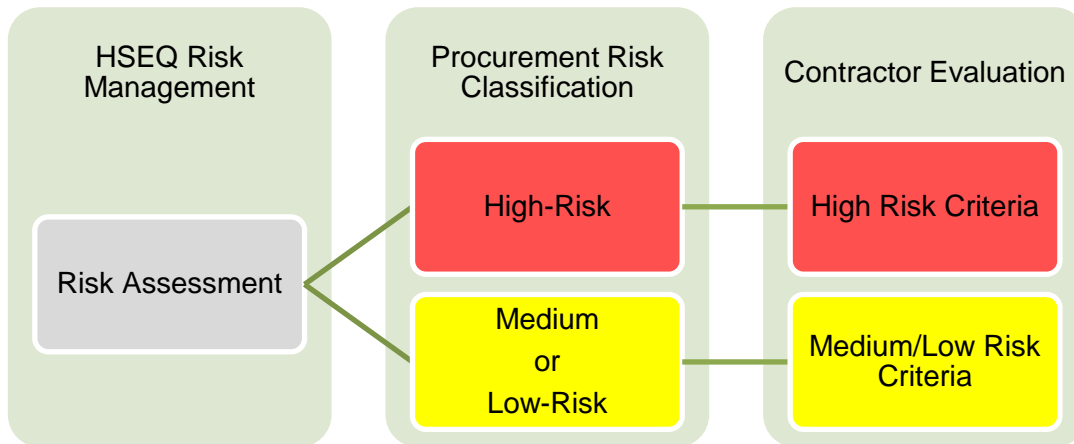 HSEQ Risk
Management
Risk Assessment
Procurement Risk
Classification
High-Risk
Medium
or
Low-Risk
Contractor Evaluation
High Risk Criteria
Medium/Low Risk
Criteria